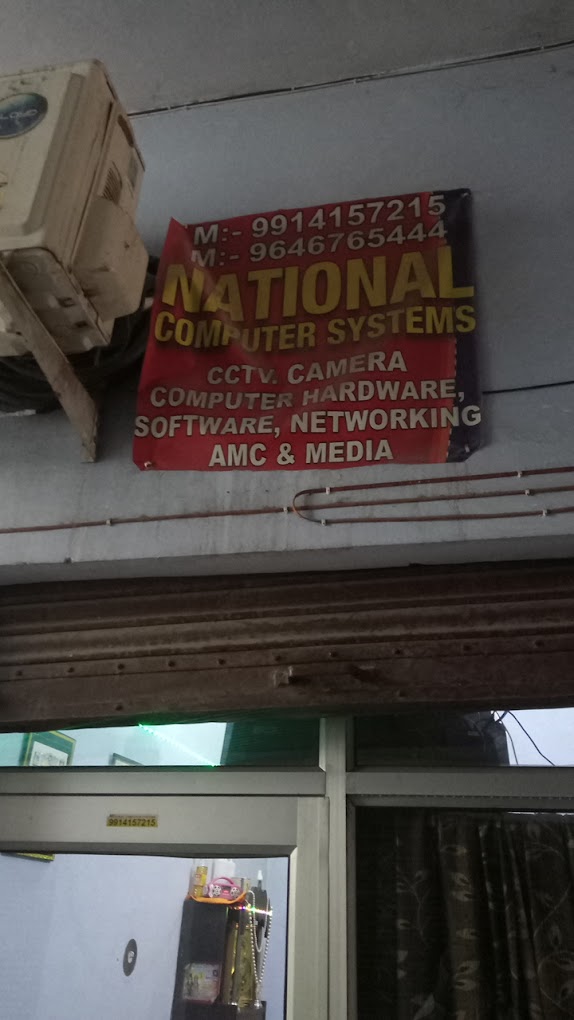 M:- 9914157215
M:- 9646765444
NATIONAL
COMPUTER SYSTEMS
CCTV. CAMERA
COMPUTER HARDWARE,
SOFTWARE, NETWORKING
AMC & MEDIA
9914157215